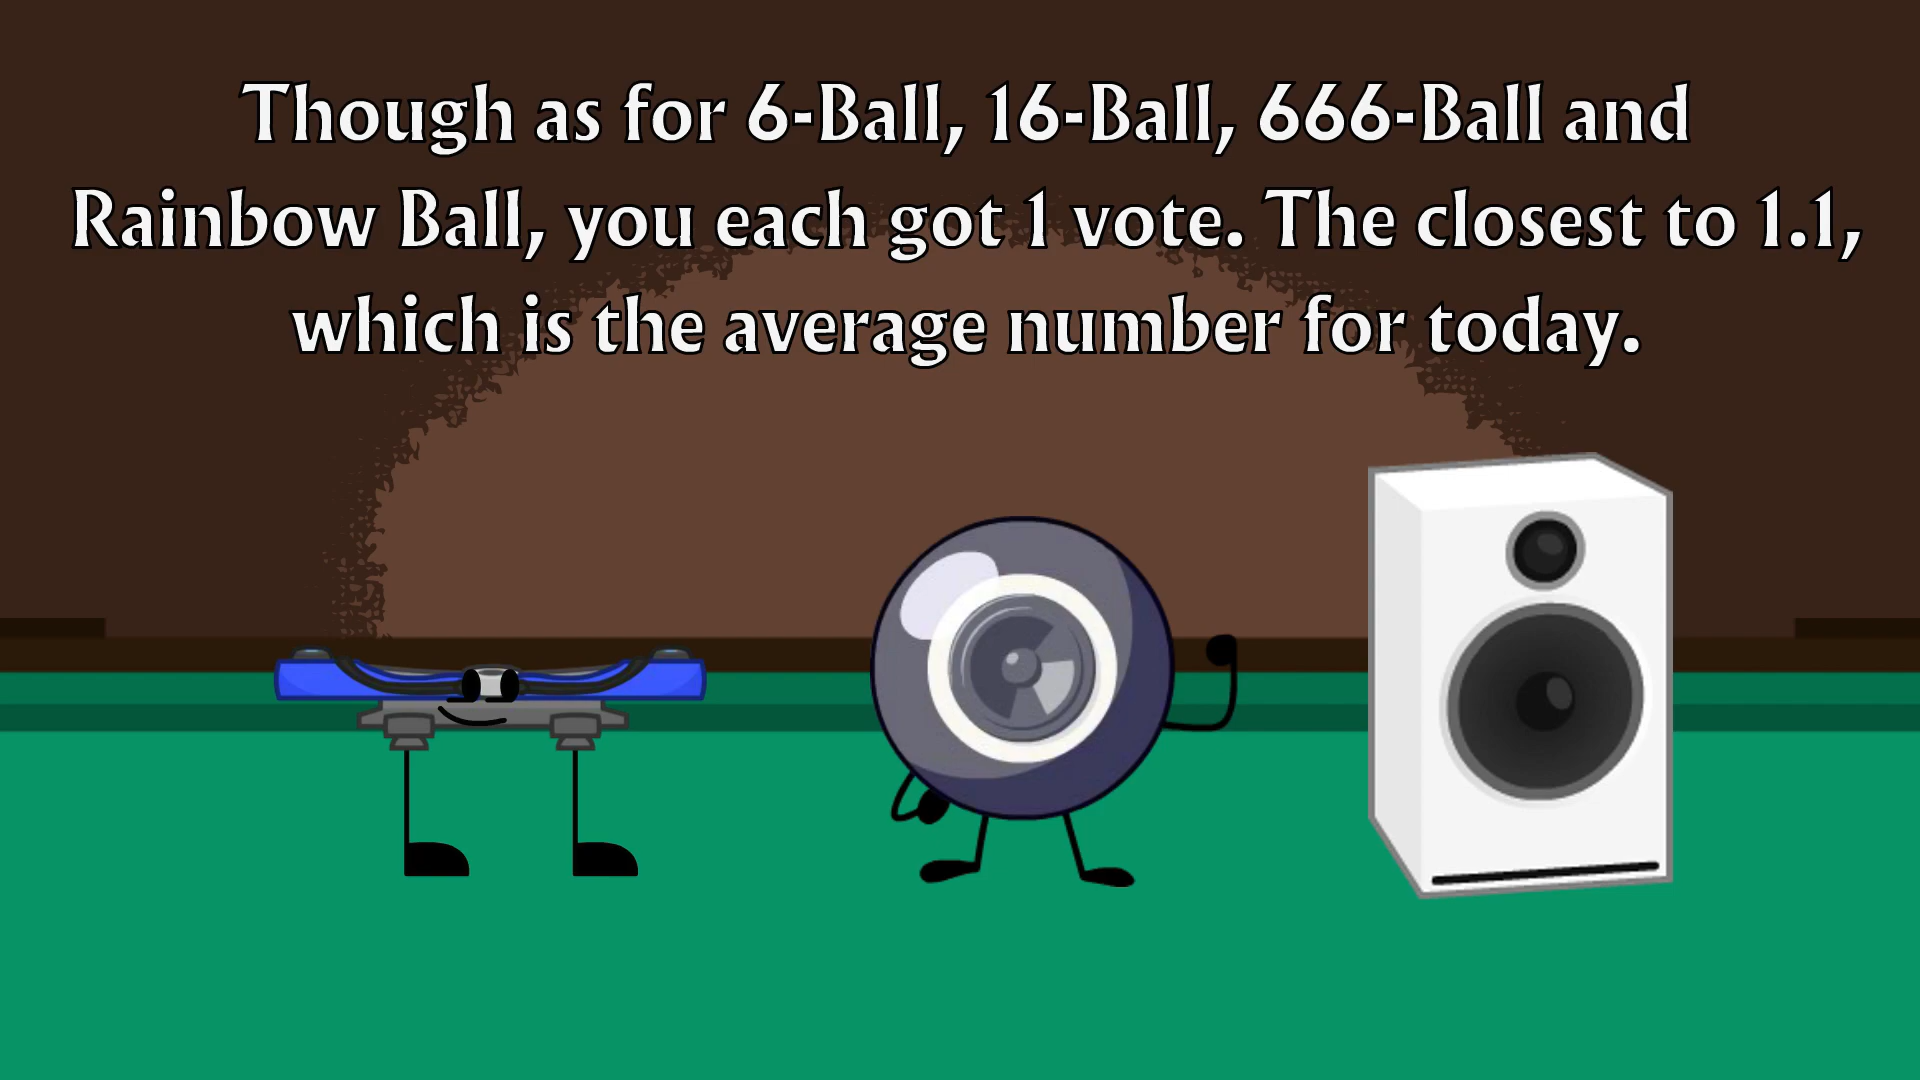 Though as for 6-Ball, 16-Ball, 666-Ball and
Rainbow Ball, you each got 1 vote. The closest to 1.1,
which is the average number for today.